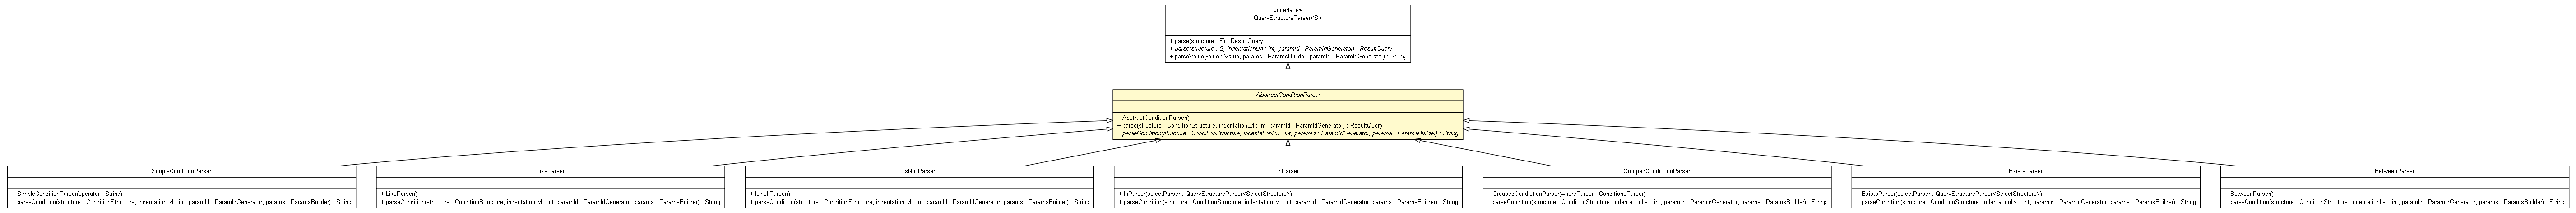 «interface»
QueryStructureParser<S>
+ parse(structure : S) : ResultQuery
+ parse(structure : S, indentationLvl : int, paramId : ParamIdGenerator) : ResultQuery
+ parseValue(value : Value, params : ParamsBuilder, paramId : ParamIdGenerator) : String
AbstractConditionParser
+ AbstractConditionParser()
+ parse(structure : ConditionStructure, indentationLvl : int, paramId : ParamIdGenerator) : ResultQuery
+ parseCondition(structure : ConditionStructure, indentationLvl : int, paramId : ParamIdGenerator, params : ParamsBuilder) : String
SimpleConditionParser
+ SimpleConditionParser(operator : String)
+ parseCondition(structure : ConditionStructure, indentationLvl : int, paramId : ParamIdGenerator, params : ParamsBuilder) : String
LikeParser
+ LikeParser()
+ parseCondition(structure : ConditionStructure, indentationLvl : int, paramId : ParamIdGenerator, params : ParamsBuilder) : String
IsNullParser
+ IsNullParser()
+ parseCondition(structure : ConditionStructure, indentationLvl : int, paramId : ParamIdGenerator, params : ParamsBuilder) : String
InParser
+ InParser(selectParser : QueryStructureParser<SelectStructure>)
+ parseCondition(structure : ConditionStructure, indentationLvl : int, paramId : ParamIdGenerator, params : ParamsBuilder) : String
GroupedCondictionParser
+ GroupedCondictionParser(whereParser : ConditionsParser)
+ parseCondition(structure : ConditionStructure, indentationLvl : int, paramId : ParamIdGenerator, params : ParamsBuilder) : String
ExistsParser
+ ExistsParser(selectParser : QueryStructureParser<SelectStructure>)
+ parseCondition(structure : ConditionStructure, indentationLvl : int, paramId : ParamIdGenerator, params : ParamsBuilder) : String
BetweenParser
+ BetweenParser()
+ parseCondition(structure : ConditionStructure, indentationLvl : int, paramId : ParamIdGenerator, params : ParamsBuilder) : String